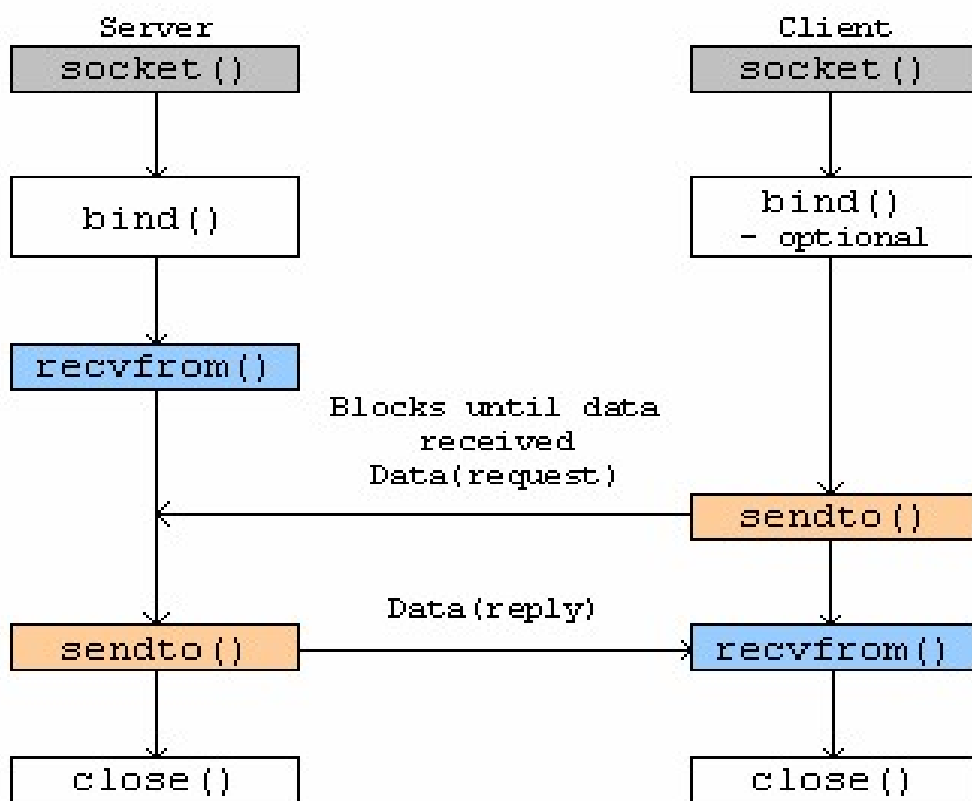 Server
socket()
bind()
recvfrom()
Client
socket()
bind()
- optional
Blocks until data
received
Data(request)
sendto()
Data(reply)
sendto()
recvfrom()
close()
close()